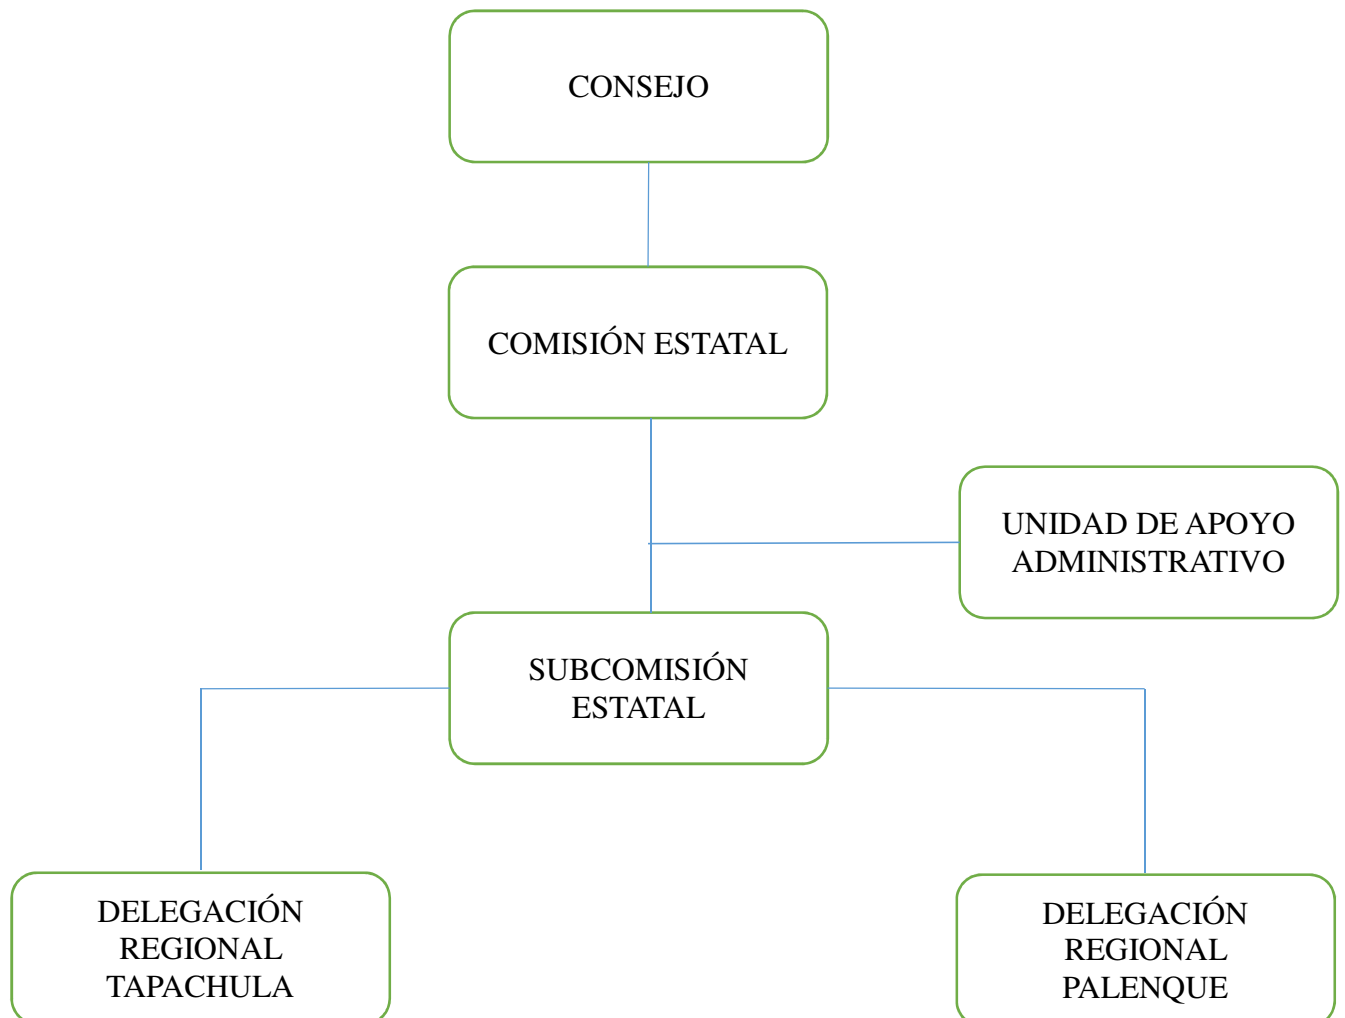 CONSEJO
COMISIÓN ESTATAL
UNIDAD DE APOYO
ADMINISTRATIVO
SUBCOMISIÓN
ESTATAL
DELEGACIÓN
REGIONAL
TAPACHULA
DELEGACIÓN
REGIONAL
PALENQUE